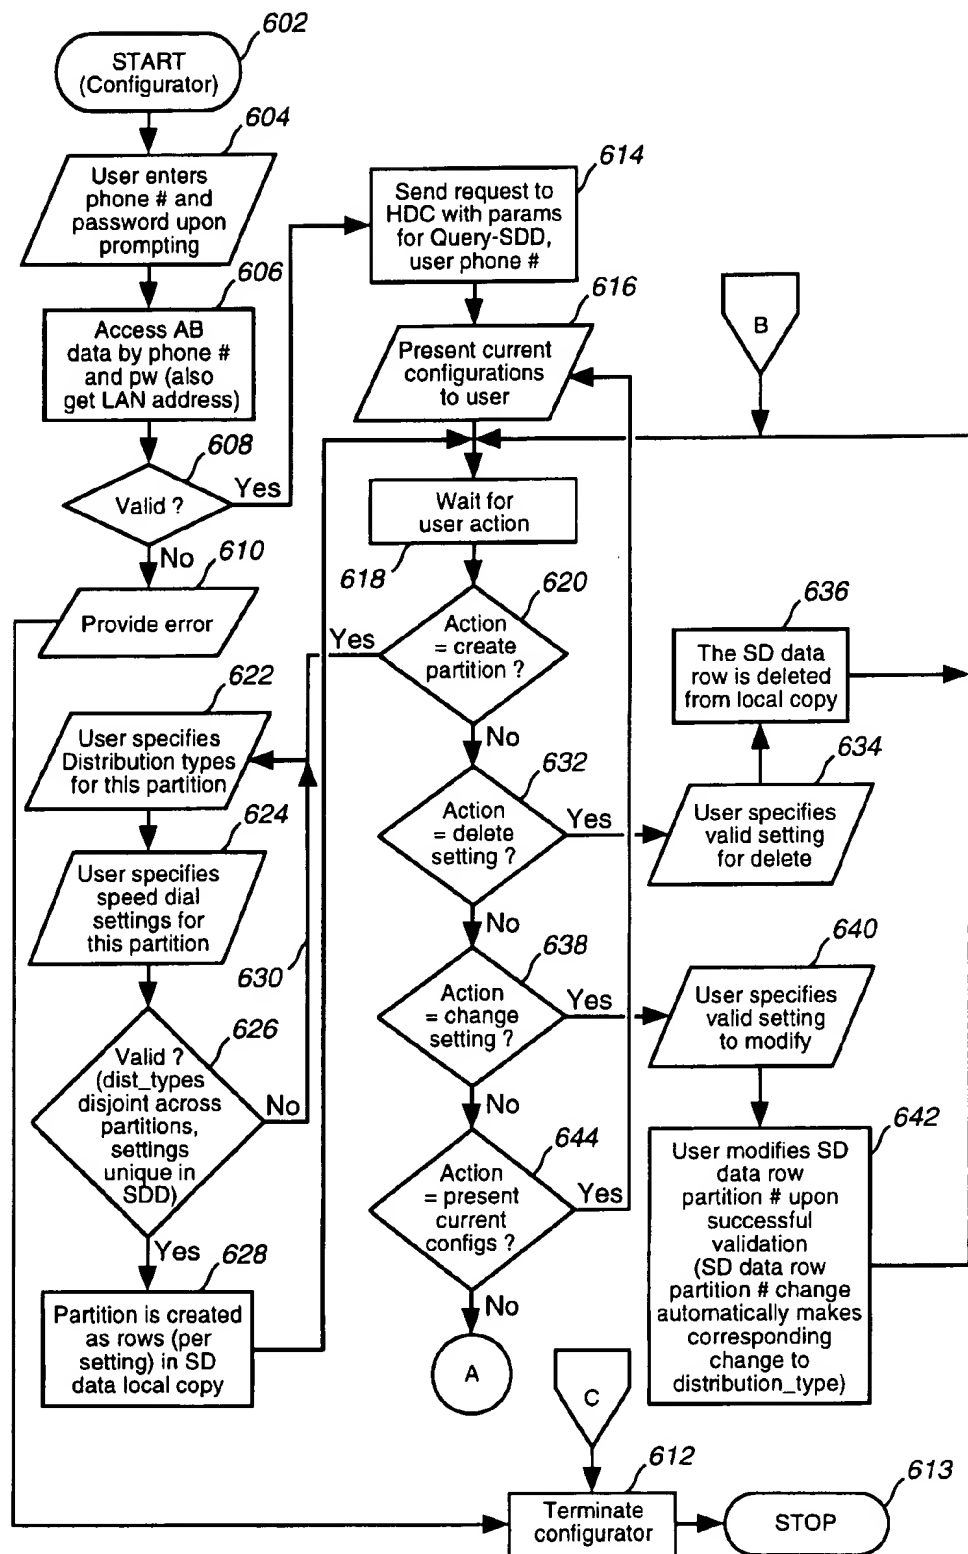 602
START
(Configurator)
604
User enters
phone # and
password upon
prompting
606
Access AB
data by phone #
and pw (also
get LAN address)
608
Valid ?
Yes
No
610
Provide error
614
Send request to
HDC with params
for Query-SDD,
user phone #
616
Present current
configurations
to user
B
Wait for
user action
618
620
Action
= create
partition ?
Yes
No
622
User specifies
Distribution types
for this partition
624
User specifies
speed dial
settings for
this partition
630
626
Valid ?
(dist_types
disjoint across
partitions,
settings
unique in
SDD)
No
Yes
628
Partition is created
as rows (per
setting) in SD
data local copy
632
Action
= delete
setting ?
Yes
No
634
User specifies
valid setting
for delete
636
The SD data
row is deleted
from local copy
638
Action
= change
setting ?
Yes
No
640
User specifies
valid setting
to modify
642
User modifies SD
data row
partition # upon
successful
validation
(SD data row
partition # change
automatically makes
corresponding
change to
distribution_type)
644
Action
= present
current
configs ?
Yes
No
A
C
612
Terminate
configurator
613
STOP